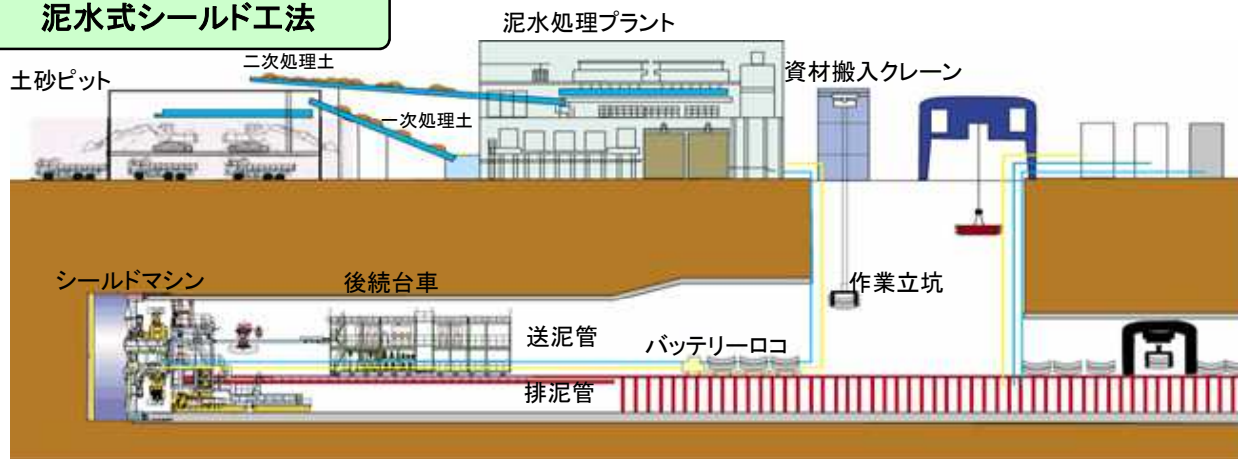 泥水式シールド工法
泥水処理プラント
二次処理土
土砂ピット
資材搬入クレーン
一次処理土
シールドマシン
後続台車
作業立坑
送泥管
バッテリーロコ
排泥管